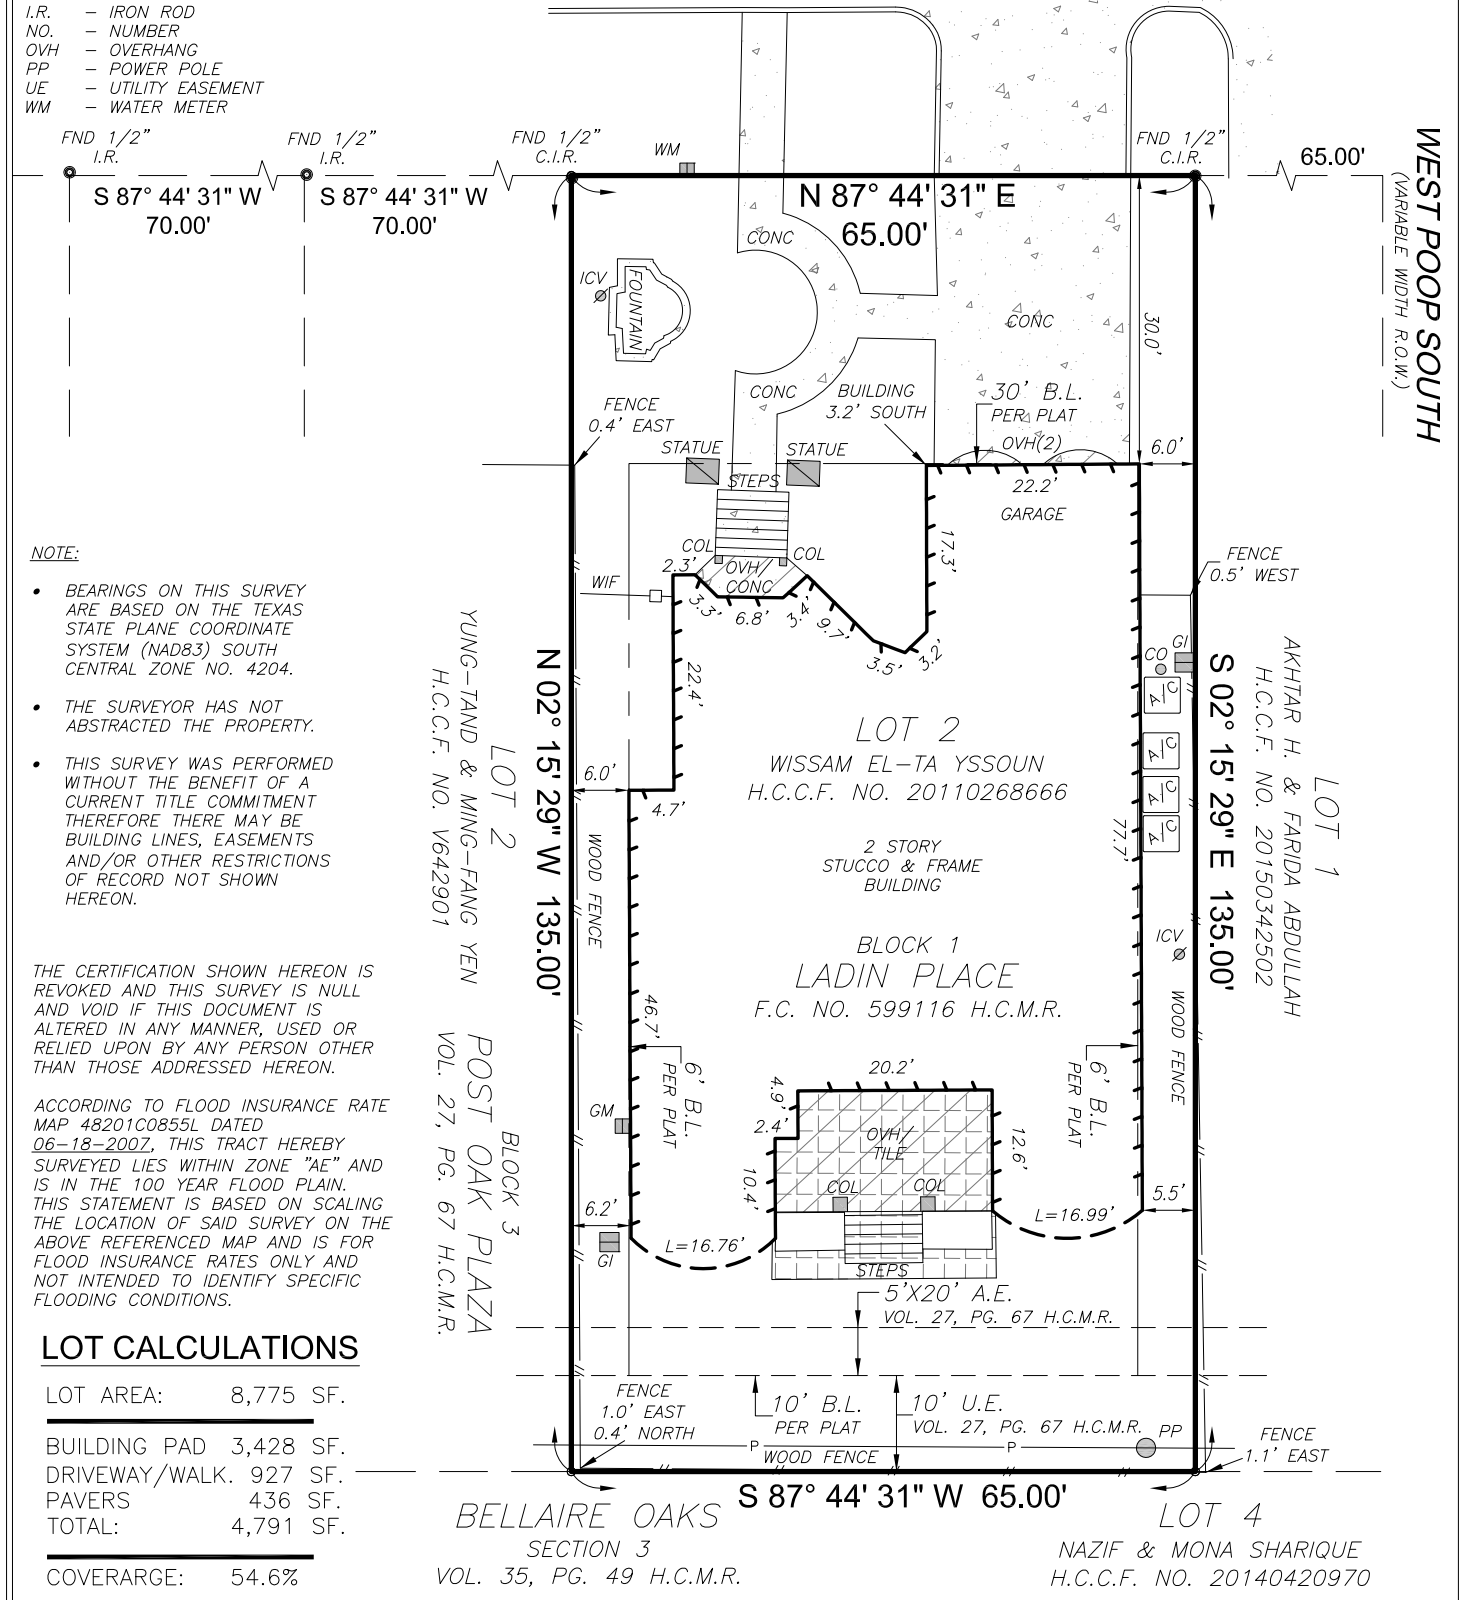 I.R. – IRON ROD
NO. – NUMBER
OVH – OVERHANG
PP – POWER POLE
UE – UTILITY EASEMENT
WM – WATER METER
FND 1/2"
I.R.
FND 1/2"
I.R.
FND 1/2"
C.I.R.
WM
FND 1/2"
C.I.R.
65.00'
S 87° 44' 31" W
70.00'
S 87° 44' 31" W
70.00'
N 87° 44' 31" E
65.00'
WEST POOP SOUTH
(VARIABLE WIDTH R.O.W.)
CONC
ICV
FOUNTAIN
CONC
30.0'
CONC
BUILDING
3.2' SOUTH
30' B.L.
PER PLAT
OVH(2)
FENCE
0.4' EAST
STATUE
STATUE
6.0'
STEPS
22.2'
GARAGE
17.3'
COL
COL
2.3'
OVH/
CONC
FENCE
0.5' WEST
WIF
3.3'
6.8'
3.4'
9.7'
3.5'
3.2'
CO
GI
22.4'
A/C
A/C
A/C
A/C
NOTE:
• BEARINGS ON THIS SURVEY
ARE BASED ON THE TEXAS
STATE PLANE COORDINATE
SYSTEM (NAD83) SOUTH
CENTRAL ZONE NO. 4204.
• THE SURVEYOR HAS NOT
ABSTRACTED THE PROPERTY.
• THIS SURVEY WAS PERFORMED
WITHOUT THE BENEFIT OF A
CURRENT TITLE COMMITMENT
THEREFORE THERE MAY BE
BUILDING LINES, EASEMENTS
AND/OR OTHER RESTRICTIONS
OF RECORD NOT SHOWN
HEREON.
LOT 2
YUNG–TAND & MING–FANG YEN
H.C.C.F. NO. V642901
N 02° 15' 29" W 135.00'
6.0'
4.7'
WOOD FENCE
LOT 2
WISSAM EL–TA YSSOUN
H.C.C.F. NO. 20110268666
2 STORY
STUCCO & FRAME
BUILDING
BLOCK 1
LADIN PLACE
F.C. NO. 599116 H.C.M.R.
77.7'
S 02° 15' 29" E 135.00'
LOT 1
AKHTAR H. & FARIDA ABDULLAH
H.C.C.F. NO. 20150342502
ICV
WOOD FENCE
46.7'
6' B.L.
PER PLAT
6' B.L.
PER PLAT
20.2'
4.9'
2.4'
10.4'
OVH/
TILE
12.6'
COL
COL
GM
6.2'
GI
5.5'
L=16.76'
L=16.99'
STEPS
BLOCK 3
POST OAK PLAZA
VOL. 27, PG. 67 H.C.M.R.
5'X20' A.E.
VOL. 27, PG. 67 H.C.M.R.
THE CERTIFICATION SHOWN HEREON IS
REVOKED AND THIS SURVEY IS NULL
AND VOID IF THIS DOCUMENT IS
ALTERED IN ANY MANNER, USED OR
RELIED UPON BY ANY PERSON OTHER
THAN THOSE ADDRESSED HEREON.
ACCORDING TO FLOOD INSURANCE RATE
MAP 48201C0855L DATED
06–18–2007, THIS TRACT HEREBY
SURVEYED LIES WITHIN ZONE "AE" AND
IS IN THE 100 YEAR FLOOD PLAIN.
THIS STATEMENT IS BASED ON SCALING
THE LOCATION OF SAID SURVEY ON THE
ABOVE REFERENCED MAP AND IS FOR
FLOOD INSURANCE RATES ONLY AND
NOT INTENDED TO IDENTIFY SPECIFIC
FLOODING CONDITIONS.
LOT CALCULATIONS
LOT AREA: 8,775 SF.
BUILDING PAD 3,428 SF.
DRIVEWAY/WALK. 927 SF.
PAVERS 436 SF.
TOTAL: 4,791 SF.
COVERARGE: 54.6%
FENCE
1.0' EAST
0.4' NORTH
10' B.L.
PER PLAT
10' U.E.
VOL. 27, PG. 67 H.C.M.R.
PP
P
WOOD FENCE
P
FENCE
1.1' EAST
S 87° 44' 31" W 65.00'
BELLAIRE OAKS
SECTION 3
VOL. 35, PG. 49 H.C.M.R.
LOT 4
NAZIF & MONA SHARIQUE
H.C.C.F. NO. 20140420970